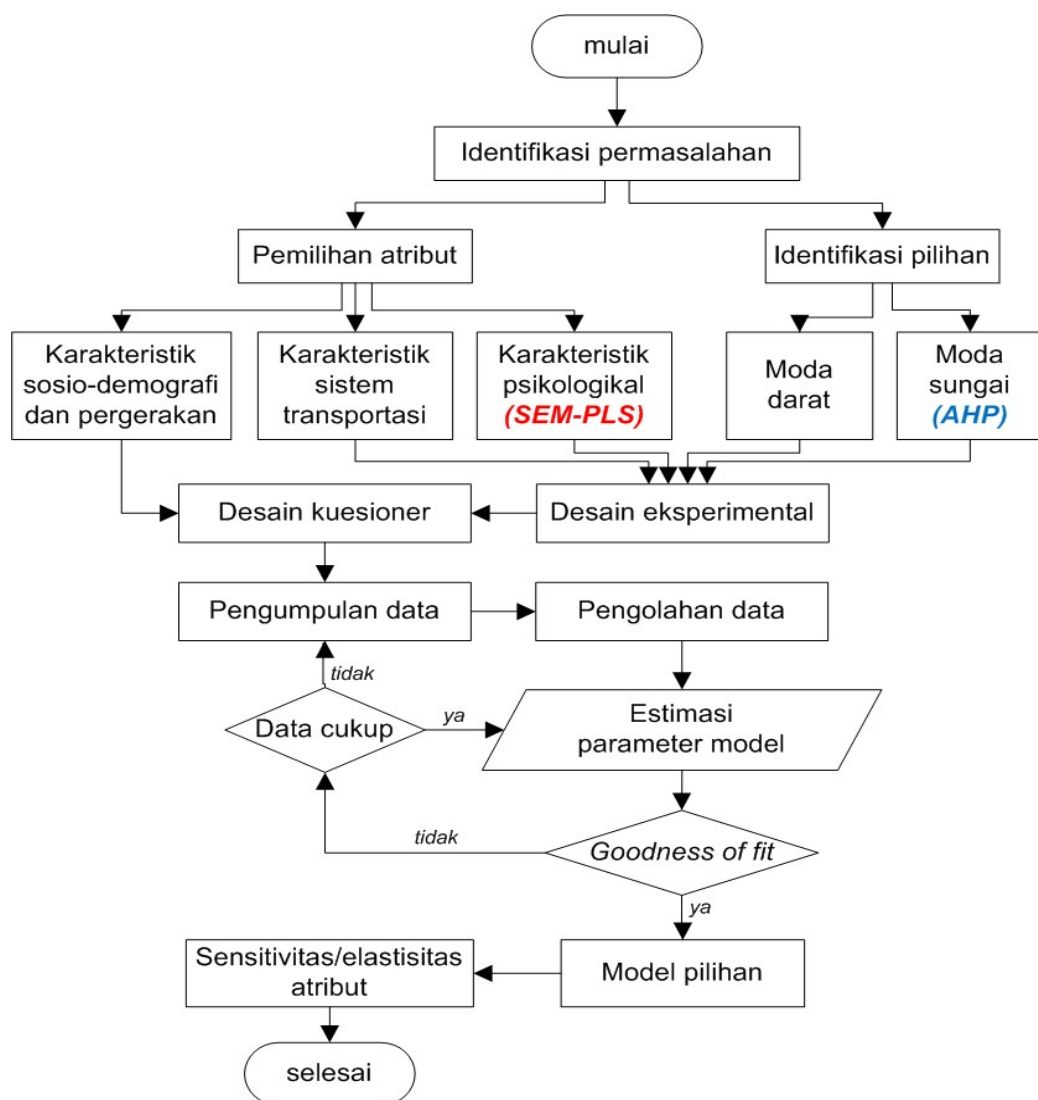 mulai
Identifikasi permasalahan
Pemilihan atribut
Identifikasi pilihan
Karakteristik
sosio-demografi
dan pergerakan
Karakteristik
sistem
transportasi
Karakteristik
psikologikal
(SEM-PLS)
Moda
darat
Moda
sungai
(AHP)
Desain kuesioner
Desain eksperimental
Pengumpulan data
Pengolahan data
tidak
Data cukup
ya
Estimasi
parameter model
tidak
Goodness of fit
ya
Sensitivitas/elastisitas
atribut
Model pilihan
selesai